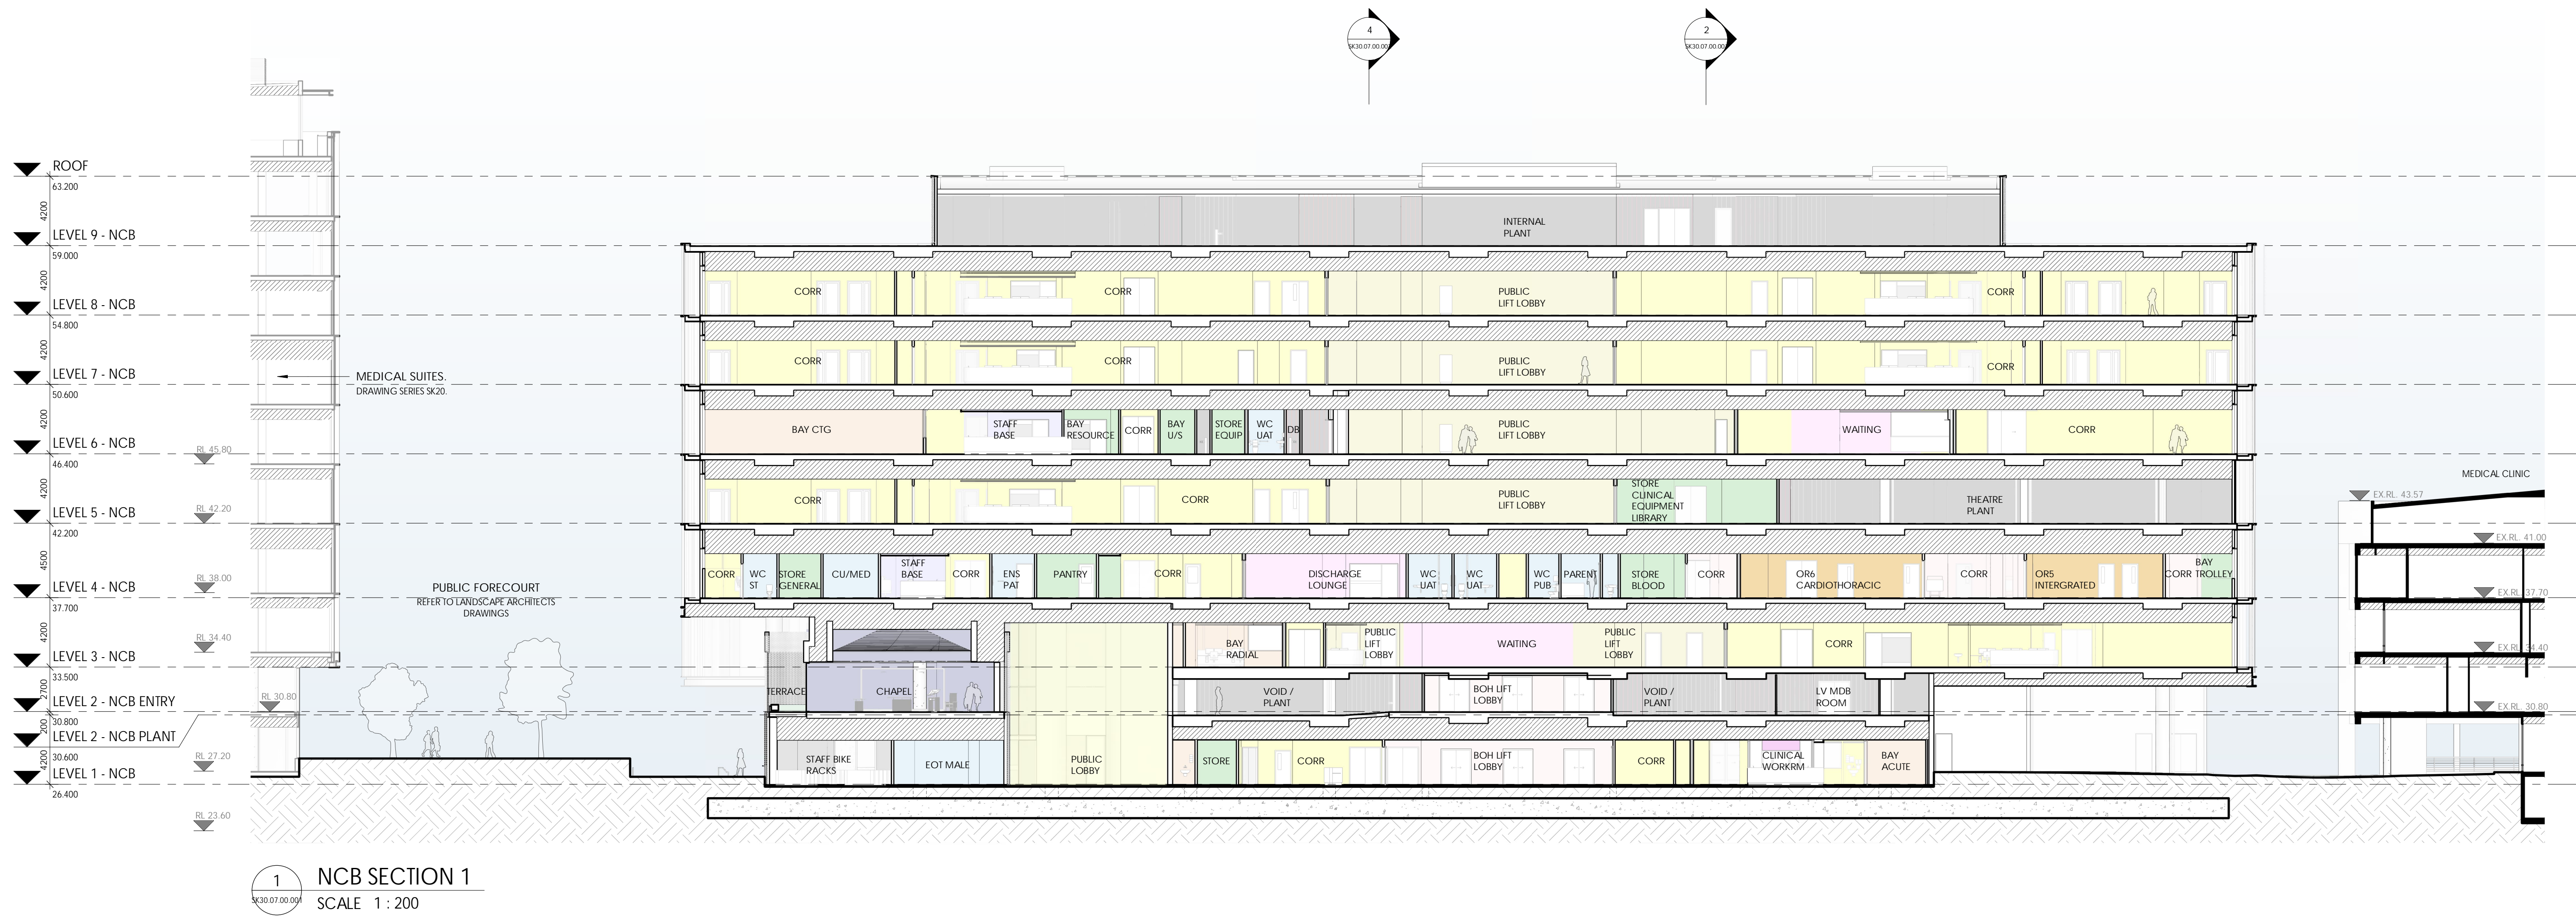 4
SK30.07.00.00
2
SK30.07.00.00
ROOF
63.200
4200
LEVEL 9 - NCB
59.000
4200
LEVEL 8 - NCB
54.800
4200
LEVEL 7 - NCB
50.600
4200
LEVEL 6 - NCB
46.400
4200
LEVEL 5 - NCB
42.200
4500
LEVEL 4 - NCB
37.700
4200
LEVEL 3 - NCB
33.500
2700
LEVEL 2 - NCB ENTRY
30.800
200
LEVEL 2 - NCB PLANT
30.600
4200
LEVEL 1 - NCB
26.400
RL 45.80
RL 42.20
RL 38.00
RL 34.40
RL 30.80
RL 27.20
RL 23.60
MEDICAL SUITES.
DRAWING SERIES SK20.
PUBLIC FORECOURT
REFER TO LANDSCAPE ARCHITECTS
DRAWINGS
INTERNAL
PLANT
CORR
CORR
PUBLIC
LIFT LOBBY
CORR
CORR
CORR
PUBLIC
LIFT LOBBY
CORR
BAY CTG
STAFF
BASE
BAY
RESOURCE
CORR
BAY
U/S
STORE
EQUIP
WC
UAT
DB
PUBLIC
LIFT LOBBY
WAITING
CORR
CORR
CORR
PUBLIC
LIFT LOBBY
STORE
CLINICAL
EQUIPMENT
LIBRARY
THEATRE
PLANT
CORR
WC
ST
STORE
GENERAL
CU/MED
STAFF
BASE
CORR
ENS
PAT
PANTRY
CORR
DISCHARGE
LOUNGE
WC
UAT
WC
UAT
WC
PUB
PARENT
STORE
BLOOD
CORR
OR6
CARDIOTHORACIC
CORR
OR5
INTERGRATED
CORR
BAY
TROLLEY
BAY
RADIAL
PUBLIC
LIFT
LOBBY
WAITING
PUBLIC
LIFT
LOBBY
CORR
TERRACE
CHAPEL
VOID /
PLANT
BOH LIFT
LOBBY
VOID /
PLANT
LV MDB
ROOM
STAFF BIKE
RACKS
EOT MALE
PUBLIC
LOBBY
STORE
CORR
BOH LIFT
LOBBY
CORR
CLINICAL
WORKRM
BAY
ACUTE
MEDICAL CLINIC
EX.RL. 43.57
EX.RL. 41.00
EX.RL. 37.70
EX.RL. 34.40
EX.RL. 30.80
1
SK30.07.00.001
NCB SECTION 1
SCALE 1 : 200